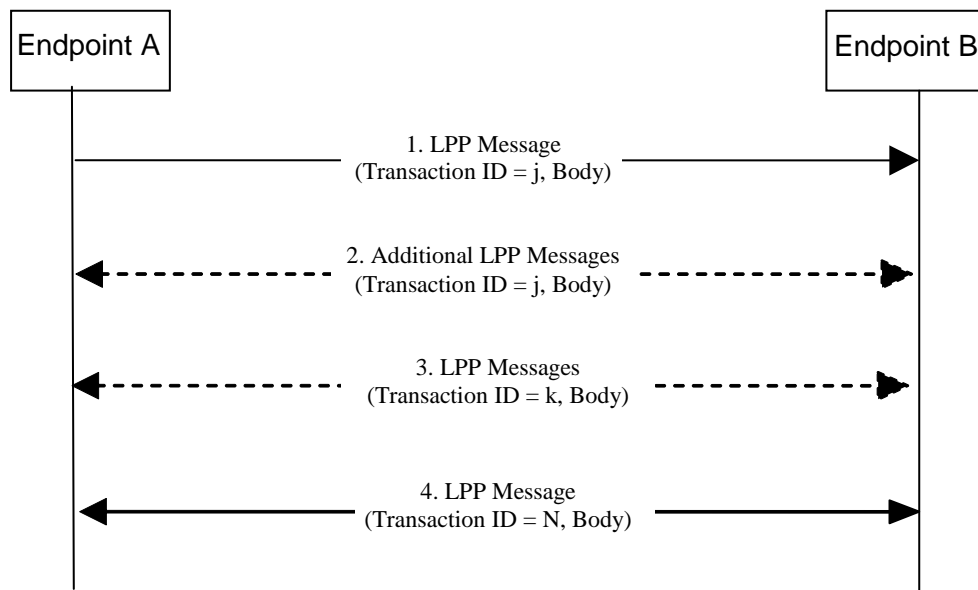 Endpoint A
Endpoint B
1. LPP Message
(Transaction ID = j, Body)
2. Additional LPP Messages
(Transaction ID = j, Body)
3. LPP Messages
(Transaction ID = k, Body)
4. LPP Message
(Transaction ID = N, Body)